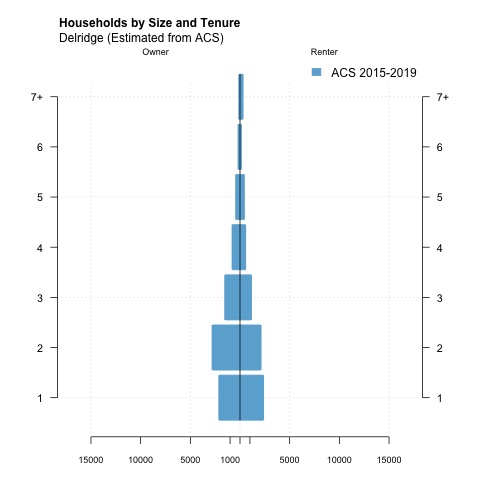 Households by Size and Tenure
Delridge (Estimated from ACS)
Owner Renter
ACS 2015-2019
7+ 7+
6 6
5 5
4 4
3 3
2 2
1 1
15000 10000 5000 1000 5000 10000 15000